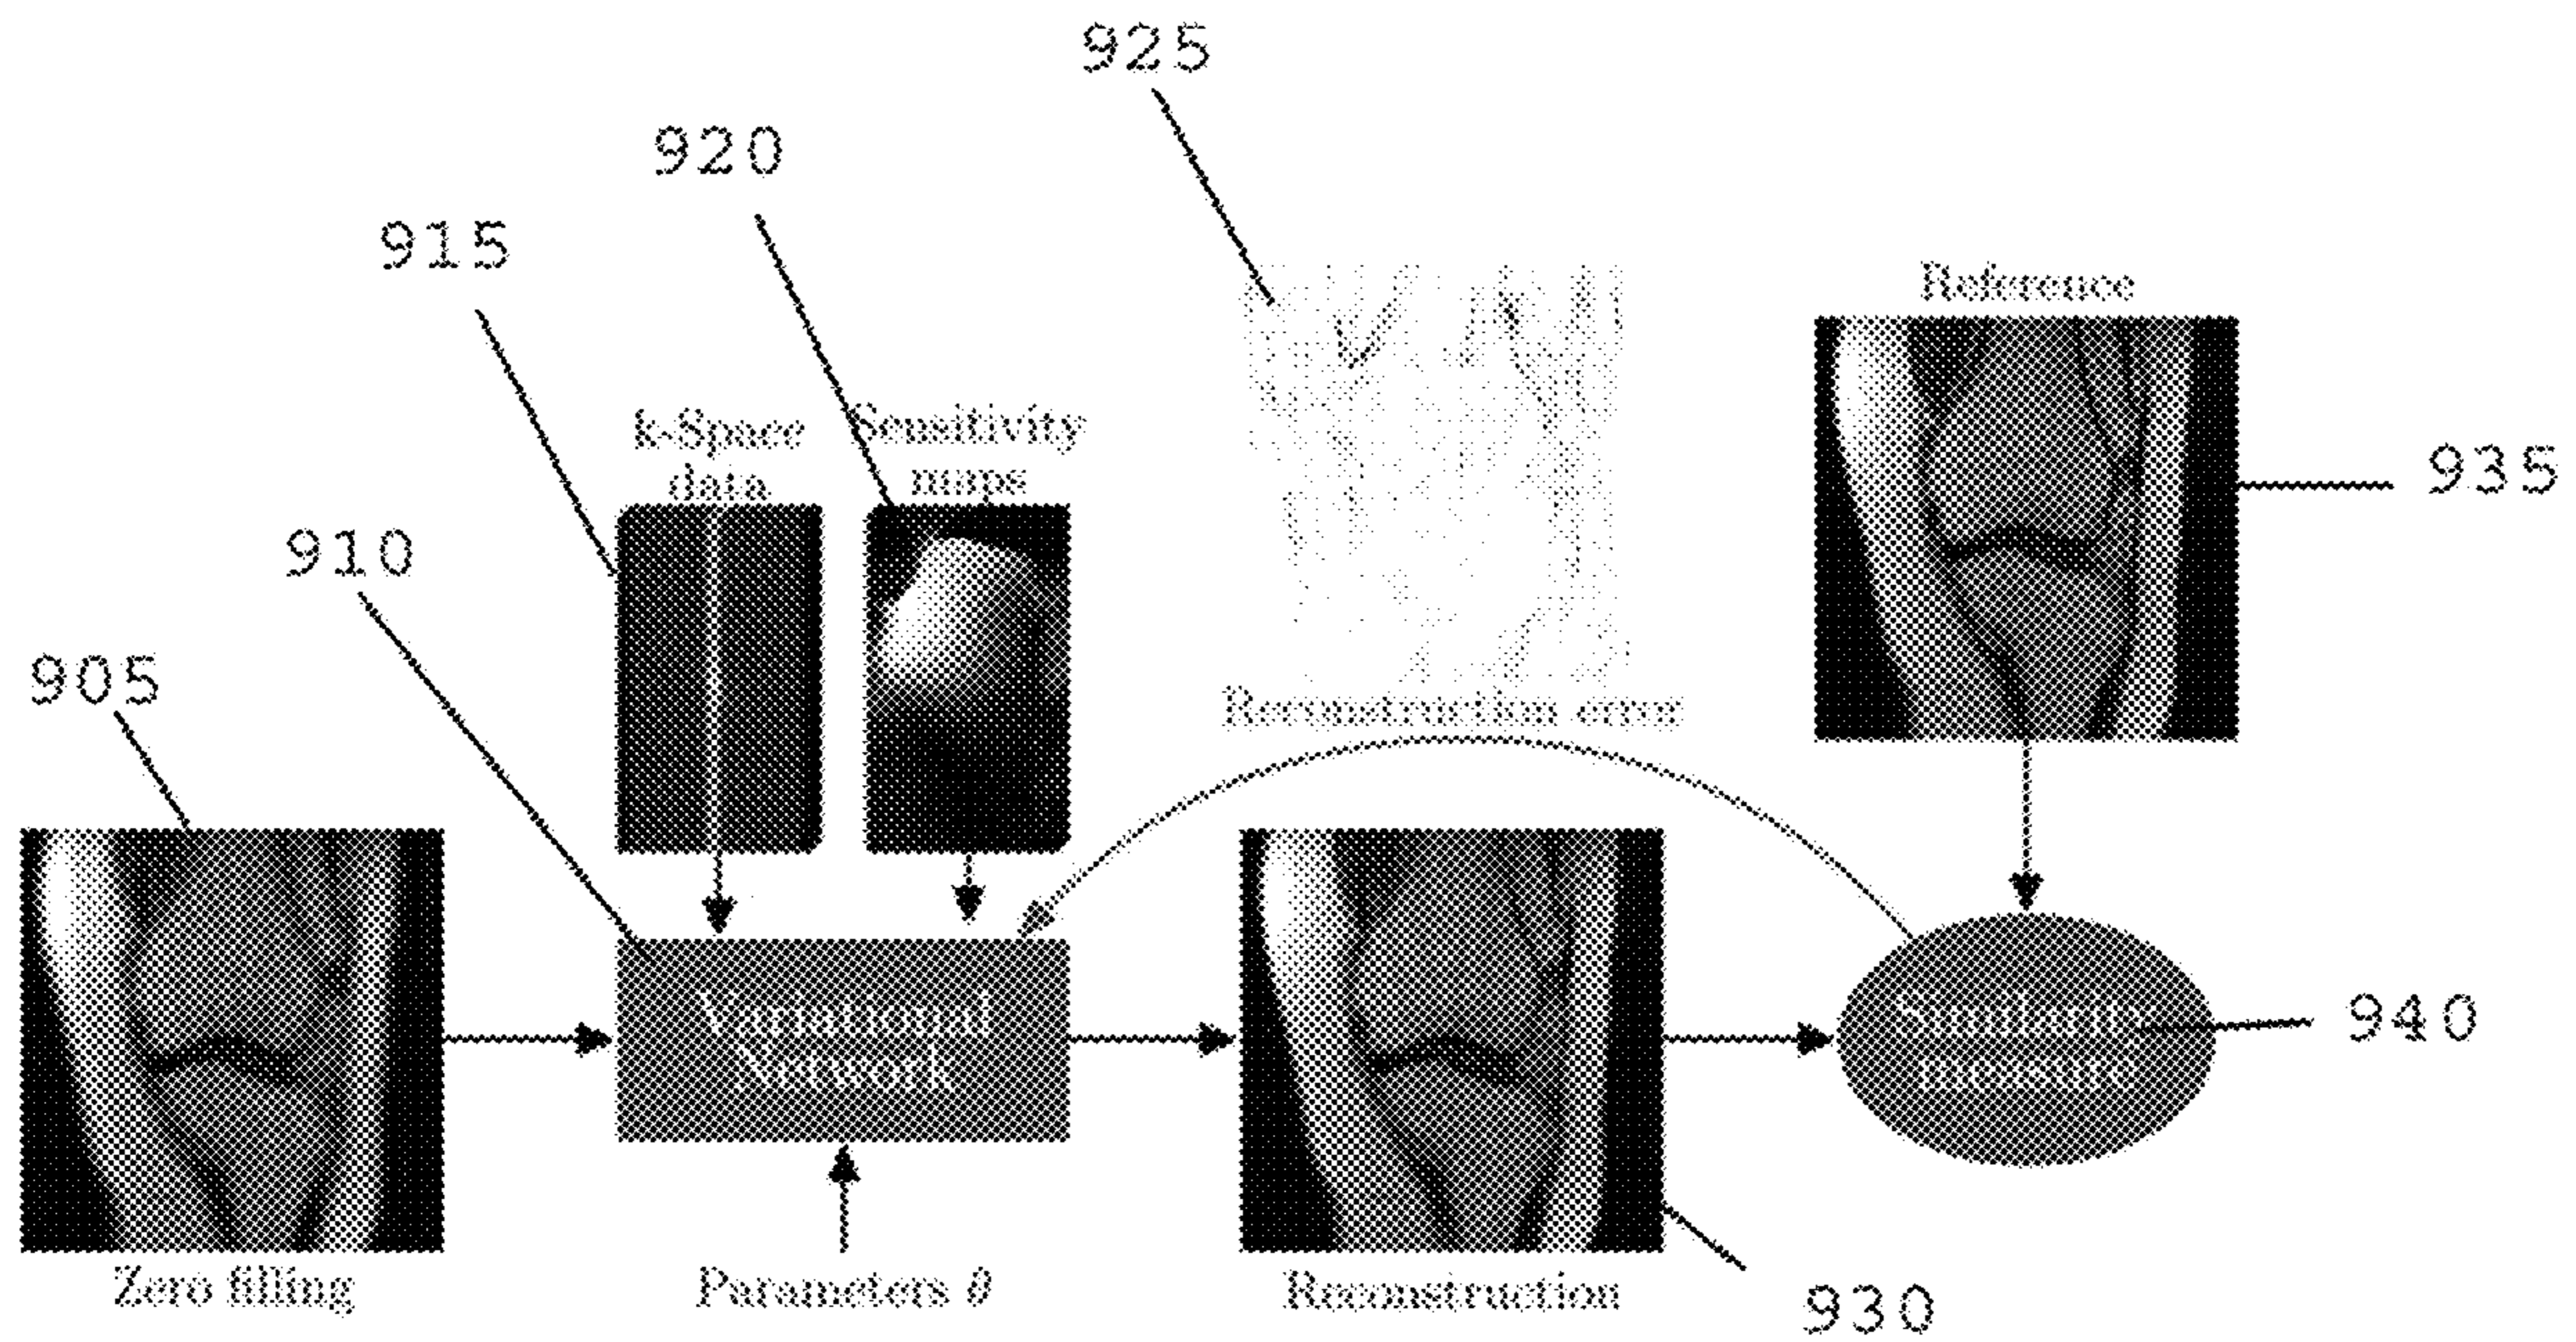 925
920
915
Reference
k-Space
data
Sensitivity
maps
935
910
905
Reconstruction error
Variational
Network
Similarity
measure
940
Zero filling
Parameters θ
Reconstruction
930